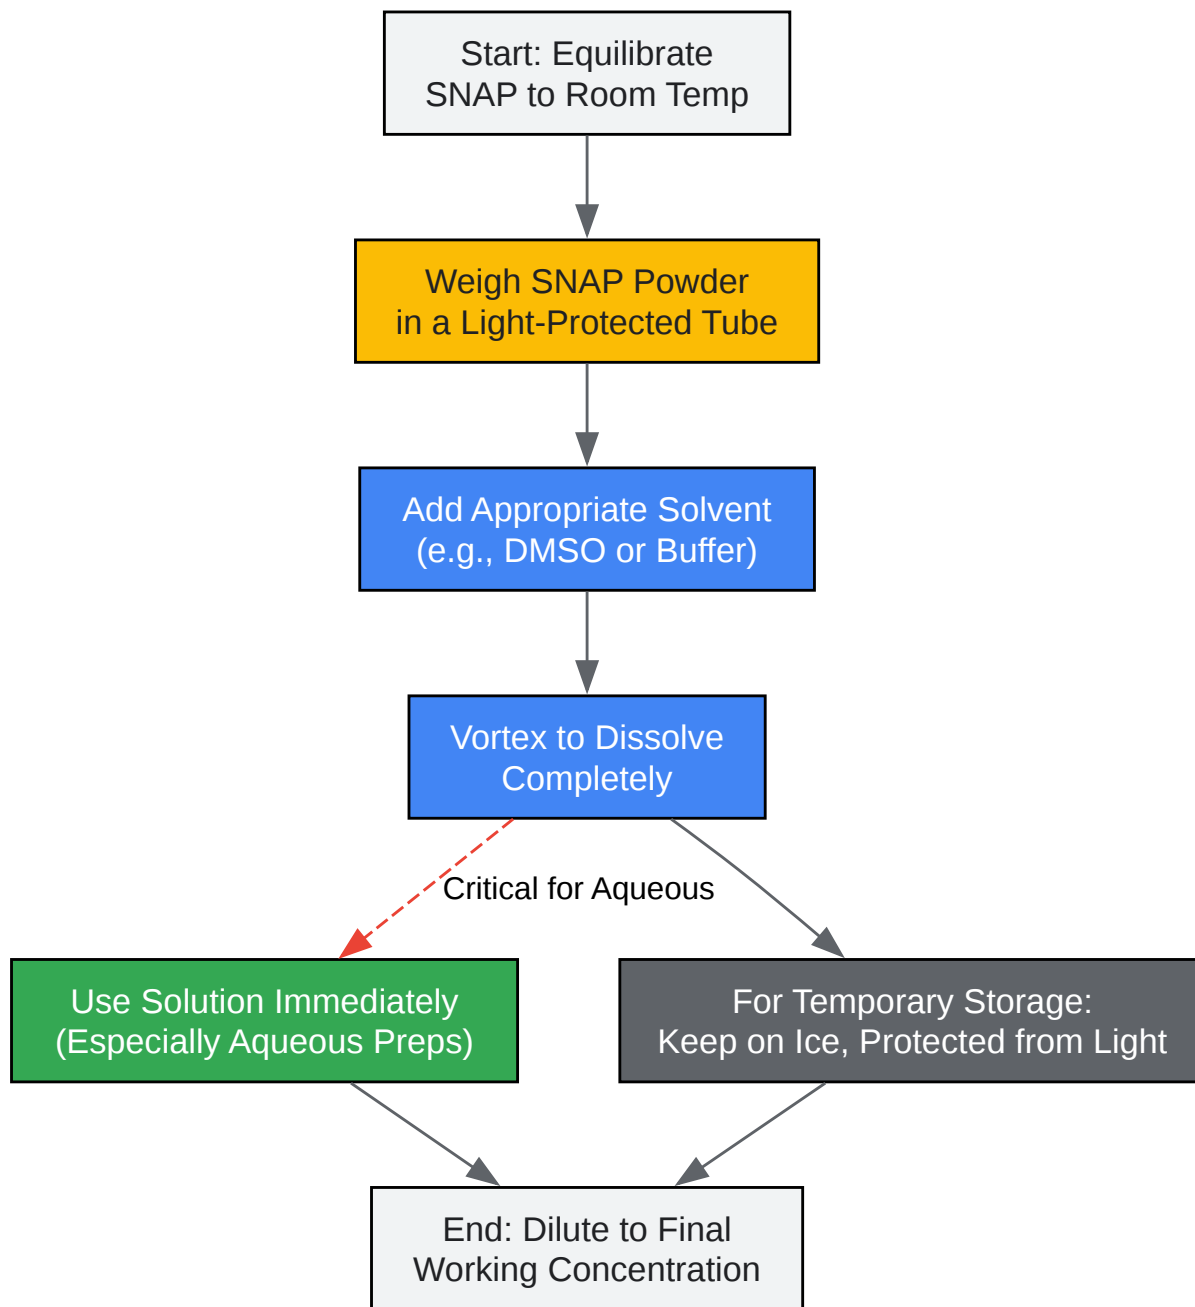 Start: Equilibrate
SNAP to Room Temp
Weigh SNAP Powder
in a Light-Protected Tube
Add Appropriate Solvent
(e.g., DMSO or Buffer)
Vortex to Dissolve
Completely
Critical for Aqueous
Use Solution Immediately
(Especially Aqueous Preps)
For Temporary Storage:
Keep on Ice, Protected from Light
End: Dilute to Final
Working Concentration